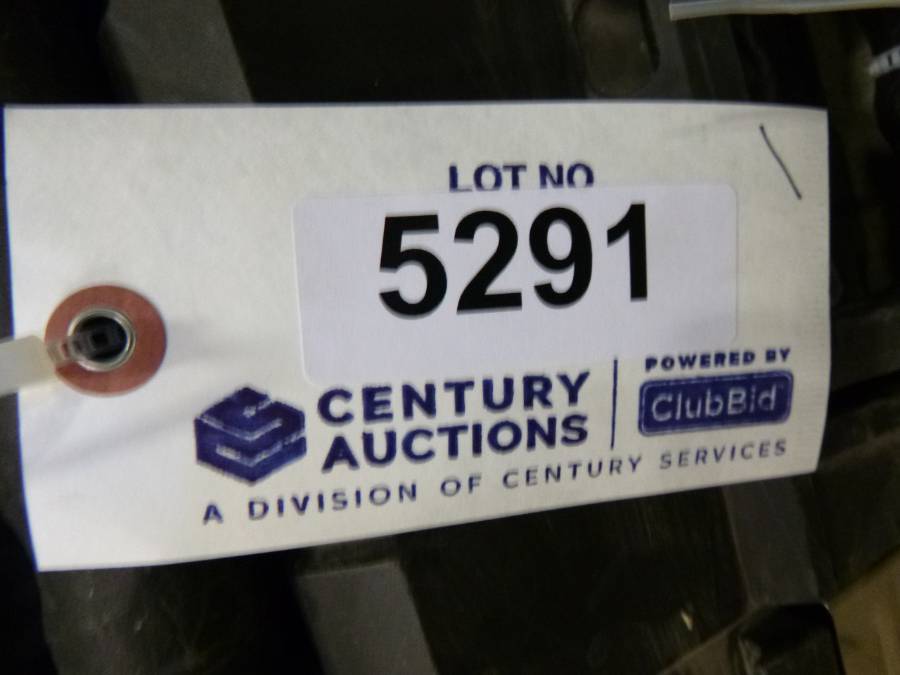 LOT NO
5291
CENTURY
AUCTIONS
POWERED BY
ClubBid
A DIVISION OF CENTURY SERVICES